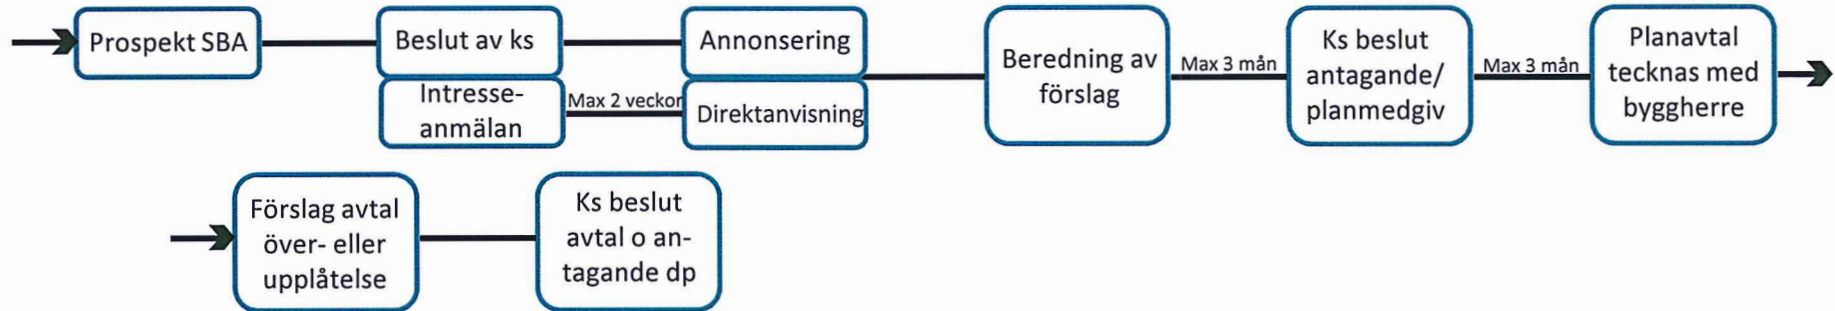 Prospekt SBA
Beslut av ks
Annonsering
Intresse-
anmälan
Max 2 veckor
Direktanvisning
Beredning av
förslag
Max 3 mån
Ks beslut
antagande/
planmedgiv
Max 3 mån
Planavtal
tecknas med
byggherre
Förslag avtal
över- eller
upplåtelse
Ks beslut
avtal o an-
tagande dp